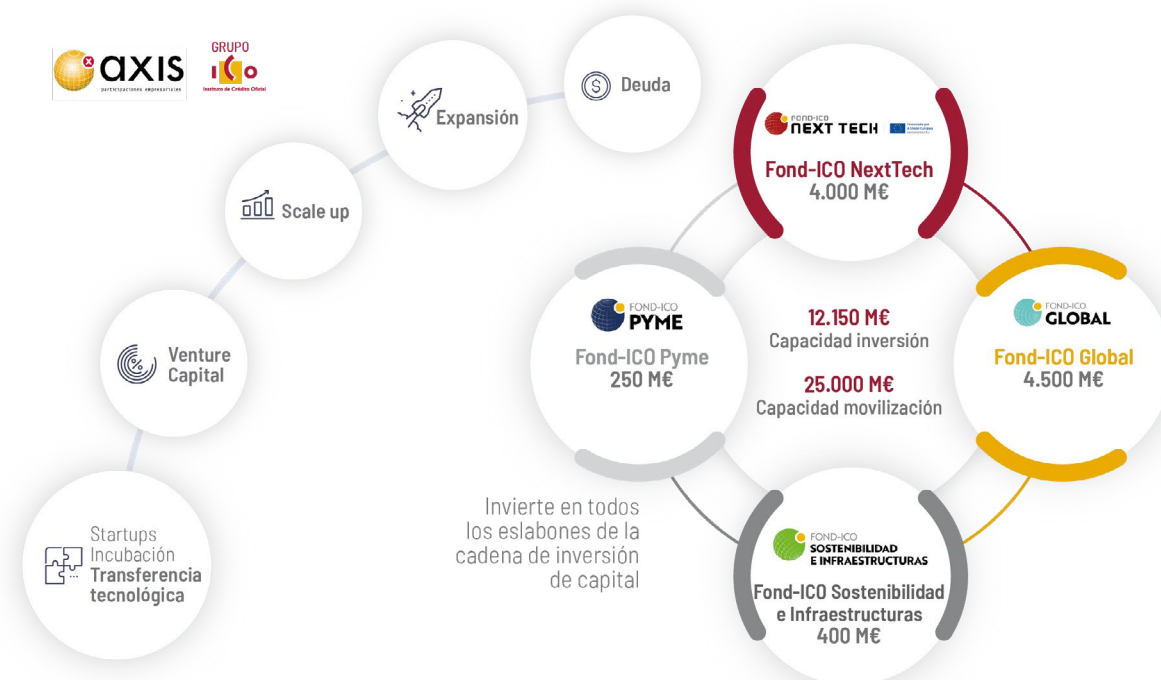 axis
participaciones empresariales
GRUPO
ICO
Instituto de Crédito Oficial
Deuda
Expansión
Scale up
Venture
Capital
Startups
Incubación
Transferencia
tecnológica
FOND-ICO
NEXT TECH
Fond-ICO NextTech
4.000 M€
FOND-ICO
PYME
Fond-ICO Pyme
250 M€
12.150 M€
Capacidad inversión
25.000 M€
Capacidad movilización
FOND-ICO
GLOBAL
Fond-ICO Global
4.500 M€
Invierte en todos
los eslabones de la
cadena de inversión
de capital
FOND-ICO
SOSTENIBILIDAD
E INFRAESTRUCTURAS
Fond-ICO Sostenibilidad
e Infraestructuras
400 M€